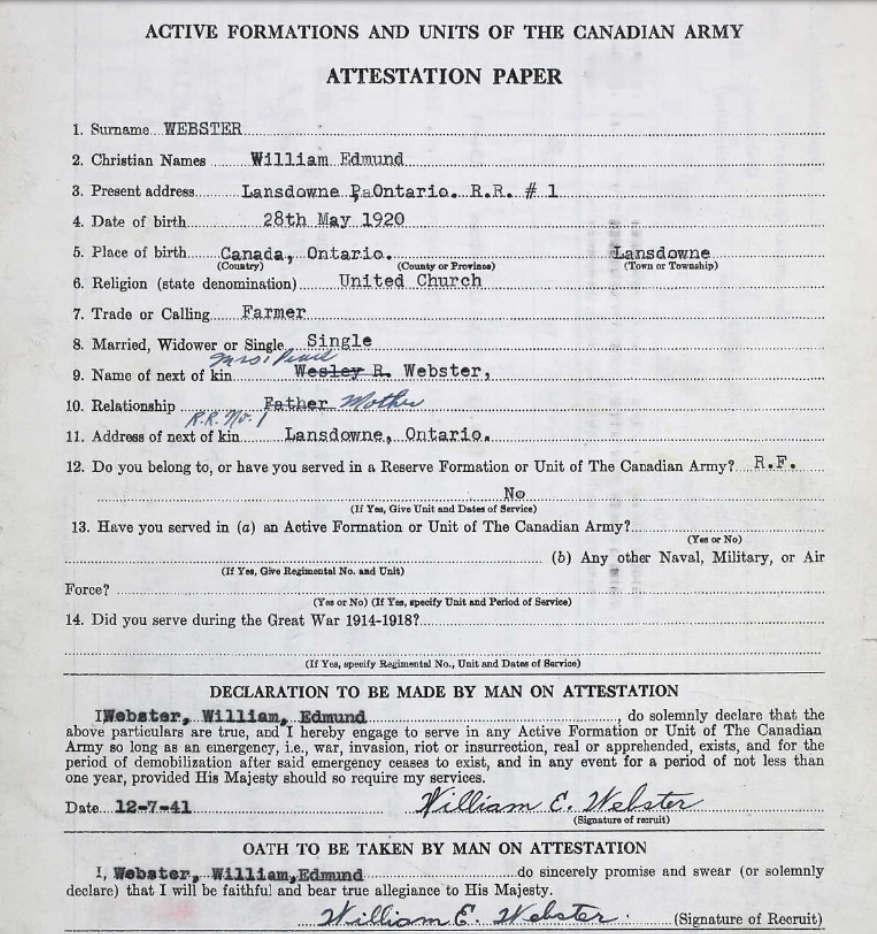 ACTIVE FORMATIONS AND UNITS OF THE CANADIAN ARMY
ATTESTATION PAPER
1. Surname WEBSTER
2. Christian Names William Edmund
3. Present address Lansdowne Ontario. R.R. # 1
4. Date of birth 28th May 1920
5. Place of birth Canada, Ontario. Lansdowne
(Country) (County or Province) (Town or Township)
6. Religion (state denomination) United Church
7. Trade or Calling Farmer
8. Married, Widower or Single Single
Mrs. Pearl
9. Name of next of kin Wesley R. Webster,
10. Relationship Father Mother
R.R. No. 1
11. Address of next of kin Lansdowne, Ontario.
12. Do you belong to, or have you served in a Reserve Formation or Unit of The Canadian Army? R.F.
No
(If Yes, Give Unit and Dates of Service)
13. Have you served in (a) an Active Formation or Unit of The Canadian Army?
(Yes or No)
(b) Any other Naval, Military, or Air
(If Yes, Give Regimental No. and Unit)
Force?
(Yes or No) (If Yes, specify Unit and Period of Service)
14. Did you serve during the Great War 1914-1918?
(If Yes, specify Regimental No., Unit and Dates of Service)
DECLARATION TO BE MADE BY MAN ON ATTESTATION
I Webster, William, Edmund, do solemnly declare that the
above particulars are true, and I hereby engage to serve in any Active Formation or Unit of The Canadian
Army so long as an emergency, i.e., war, invasion, riot or insurrection, real or apprehended, exists, and for the
period of demobilization after said emergency ceases to exist, and in any event for a period of not less than
one year, provided His Majesty should so require my services.
Date 12-7-41 William E. Webster
(Signature of recruit)
OATH TO BE TAKEN BY MAN ON ATTESTATION
I, Webster, William, Edmund do sincerely promise and swear (or solemnly
declare) that I will be faithful and bear true allegiance to His Majesty.
William E. Webster. (Signature of Recruit)